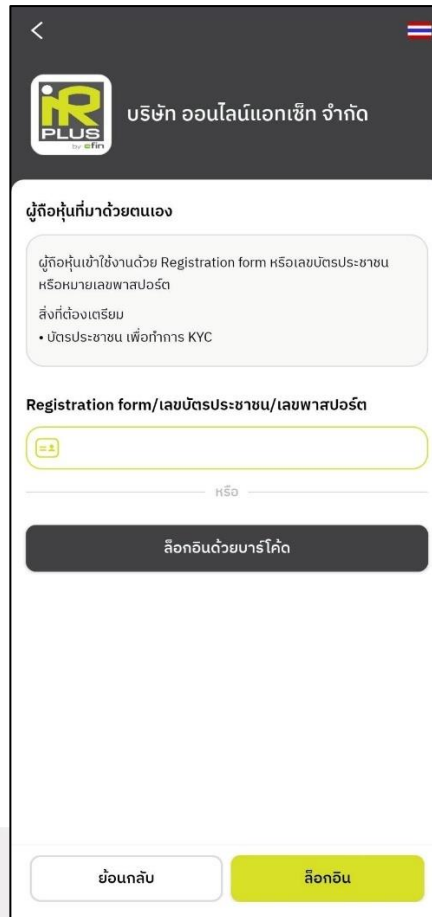 iR
PLUS
by efin
บริษัท ออนไลน์แอทเซ็ท จำกัด
ผู้ถือหุ้นที่มาด้วยตนเอง
ผู้ถือหุ้นเข้าใช้งานด้วย Registration form หรือเลขบัตรประชาชน
หรือหมายเลขพาสปอร์ต
สิ่งที่ต้องเตรียม
• บัตรประชาชน เพื่อทำการ KYC
Registration form/เลขบัตรประชาชน/เลขพาสปอร์ต
หรือ
ล็อกอินด้วยบาร์โค้ด
ย้อนกลับ
ล็อกอิน